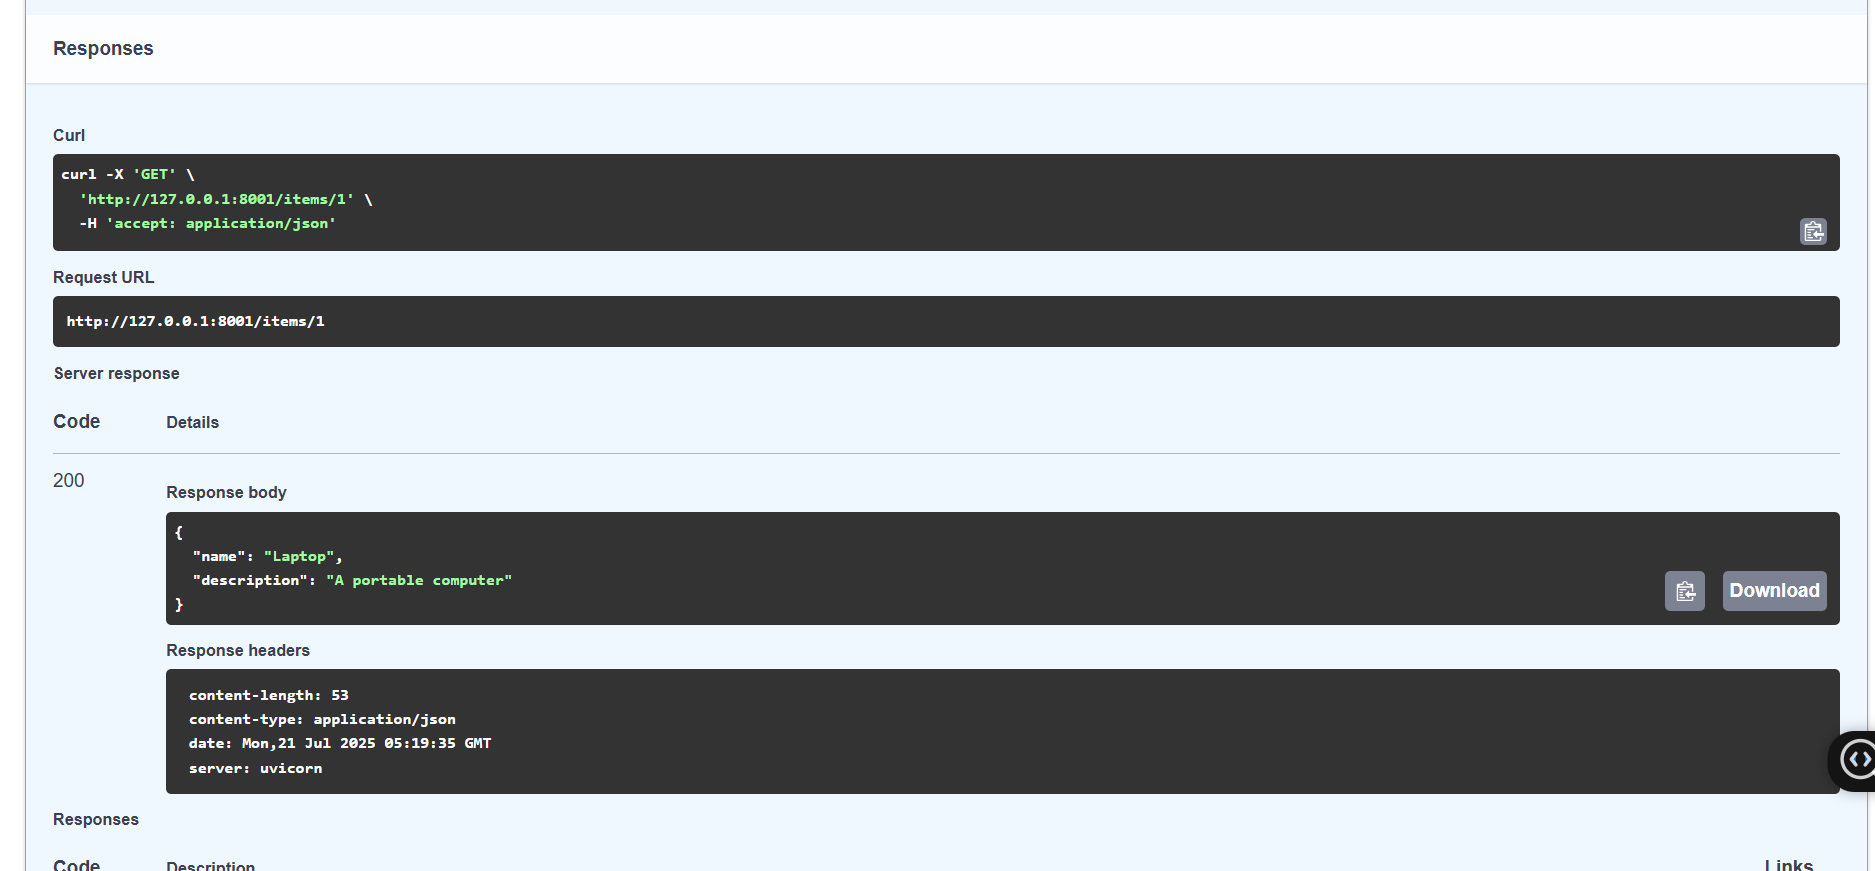 Responses
Curl
curl -X 'GET' \
'http://127.0.0.1:8001/items/1' \
-H 'accept: application/json'
Request URL
http://127.0.0.1:8001/items/1
Server response
Code Details
200
Response body
{
"name": "Laptop",
"description": "A portable computer"
}
Download
Response headers
content-length: 53
content-type: application/json
date: Mon,21 Jul 2025 05:19:35 GMT
server: uvicorn
Responses
Code Description Links